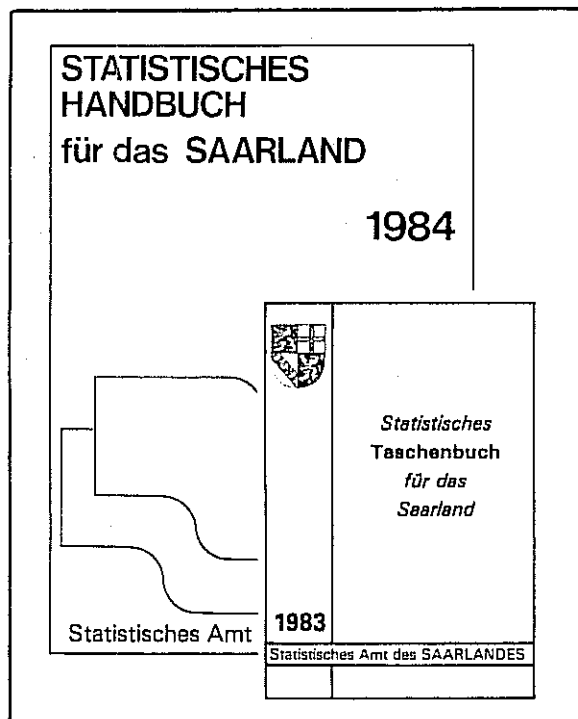 STATISTISCHES
HANDBUCH
für das SAARLAND
1984
Statistisches Amt
Statistisches
Taschenbuch
für das
Saarland
1983
Statistisches Amt des SAARLANDES